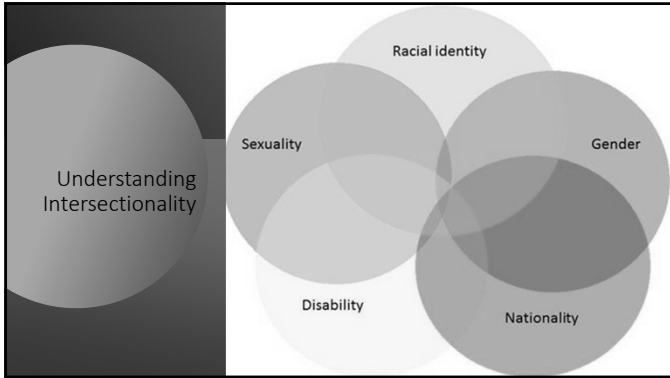 Understanding
Intersectionality
Racial identity
Sexuality
Gender
Disability
Nationality